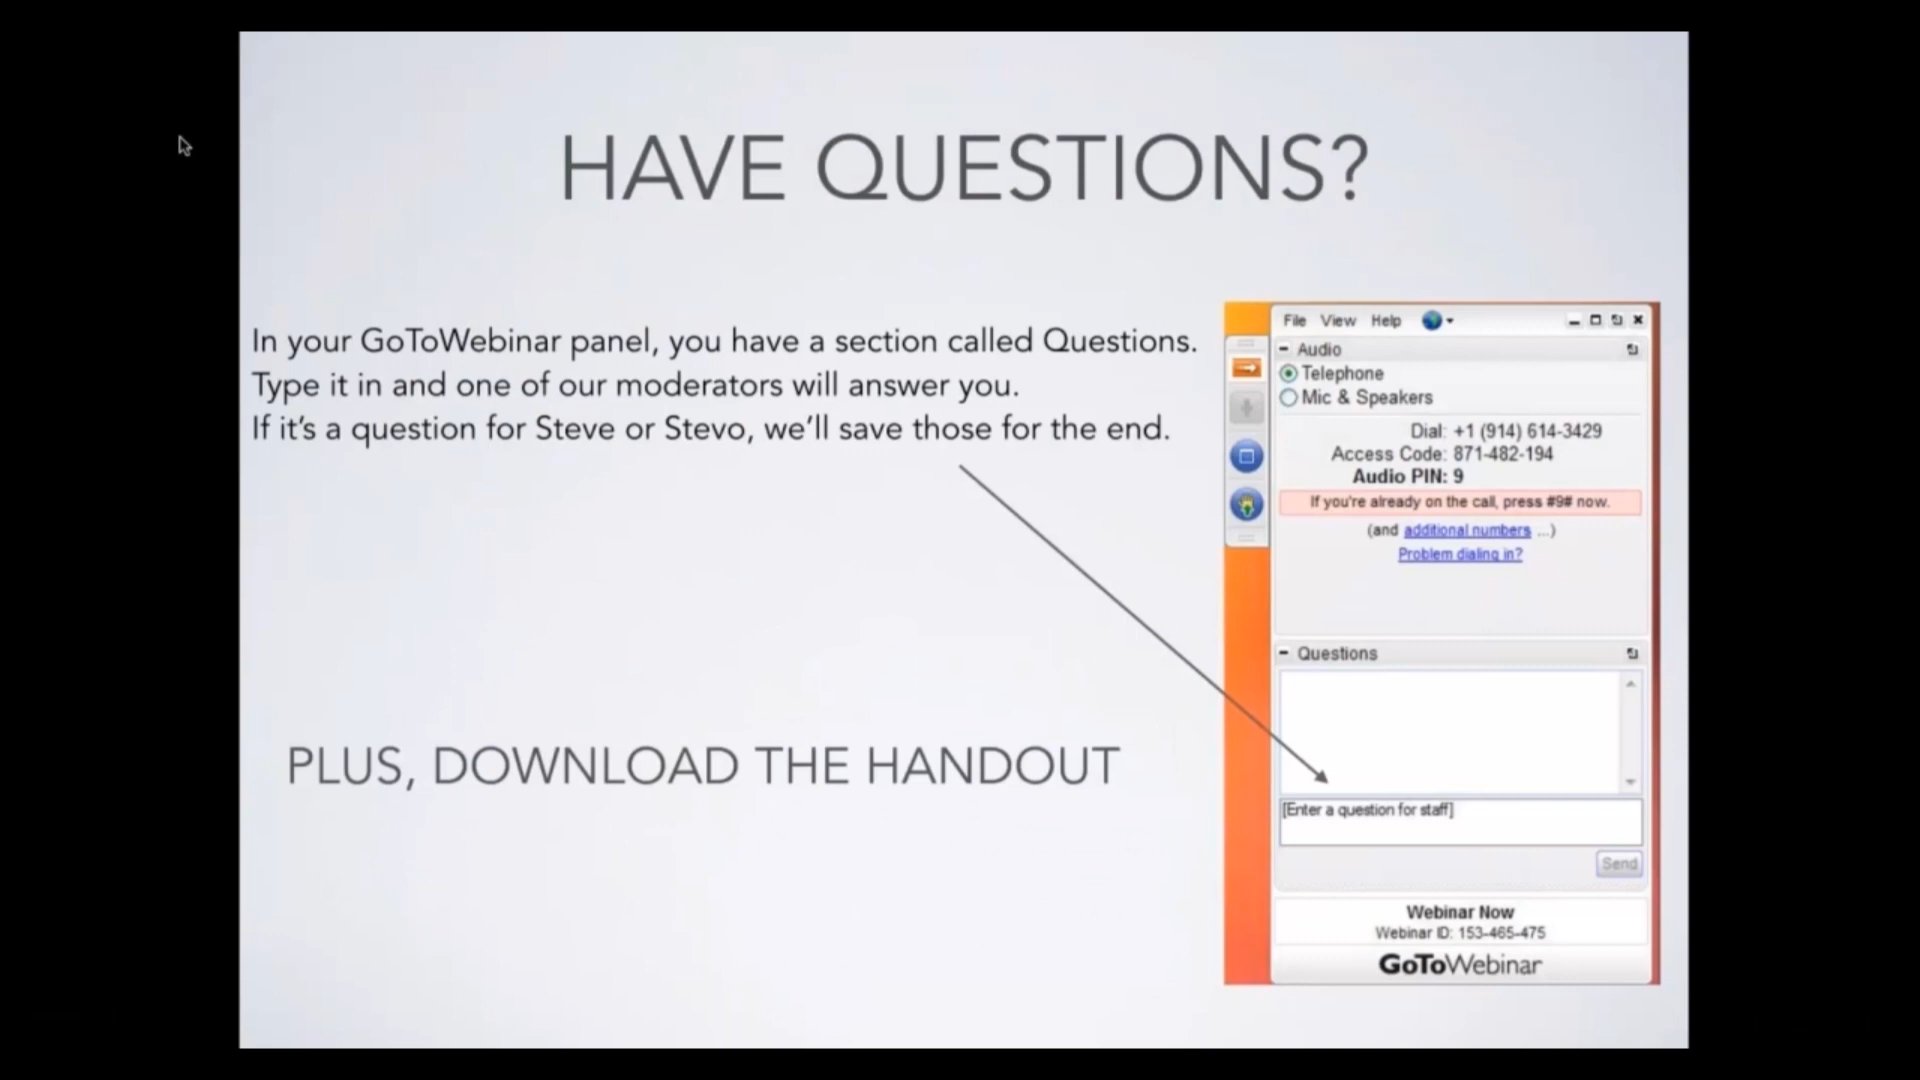 HAVE QUESTIONS?
In your GoToWebinar panel, you have a section called Questions.
Type it in and one of our moderators will answer you.
If it's a question for Steve or Stevo, we'll save those for the end.
PLUS, DOWNLOAD THE HANDOUT
File View Help
Audio
Telephone
Mic & Speakers
Dial: +1 (914) 614-3429
Access Code: 871-482-194
Audio PIN: 9
If you're already on the call, press #9# now.
(and additional numbers ...)
Problem dialing in?
Questions
[Enter a question for staff]
Send
Webinar Now
Webinar ID: 153-465-475
GoToWebinar